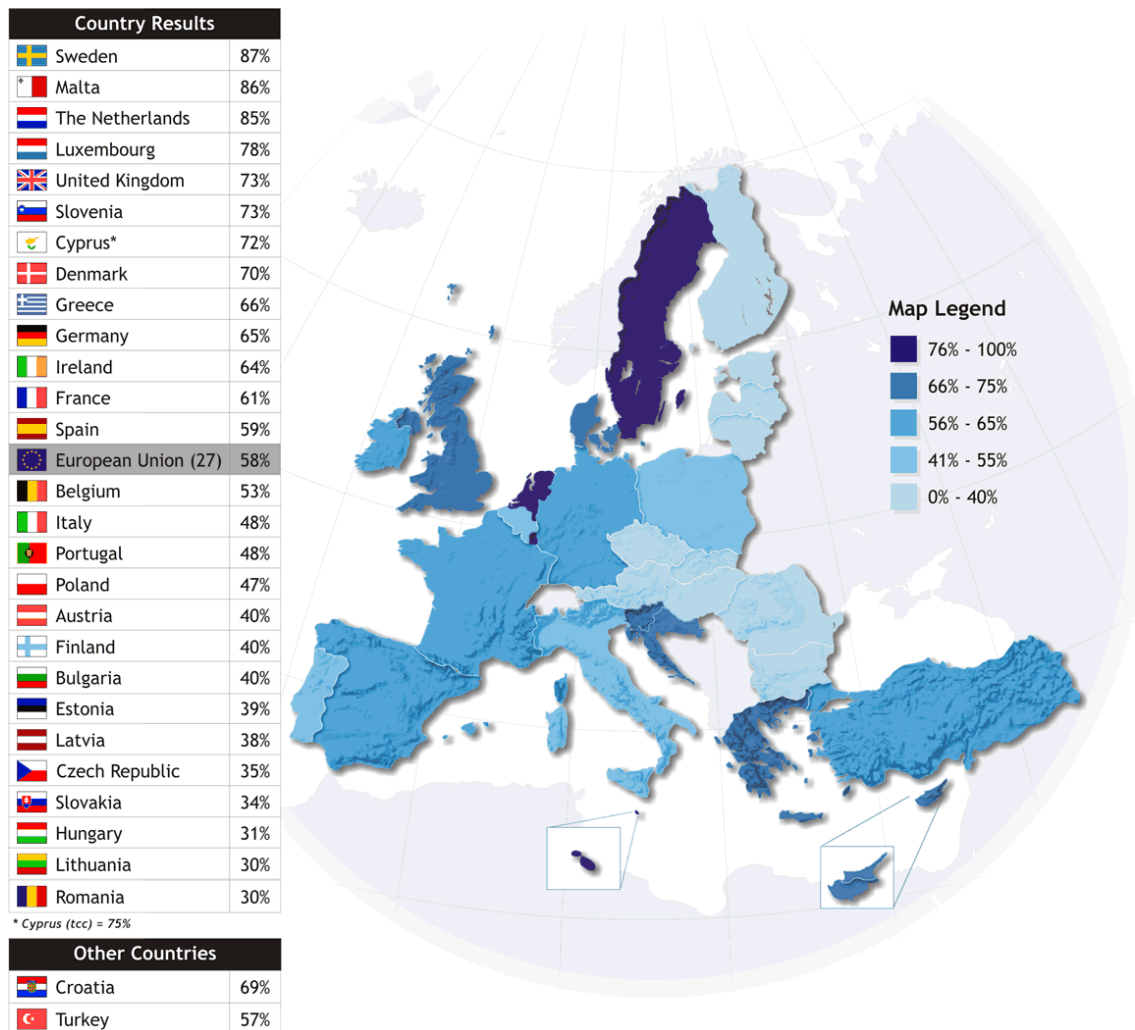 Country Results
Sweden 87%
Malta 86%
The Netherlands 85%
Luxembourg 78%
United Kingdom 73%
Slovenia 73%
Cyprus* 72%
Denmark 70%
Greece 66%
Germany 65%
Ireland 64%
France 61%
Spain 59%
European Union (27) 58%
Belgium 53%
Italy 48%
Portugal 48%
Poland 47%
Austria 40%
Finland 40%
Bulgaria 40%
Estonia 39%
Latvia 38%
Czech Republic 35%
Slovakia 34%
Hungary 31%
Lithuania 30%
Romania 30%
* Cyprus (tcc) = 75%
Other Countries
Croatia 69%
Turkey 57%
Map Legend
76% - 100%
66% - 75%
56% - 65%
41% - 55%
0% - 40%